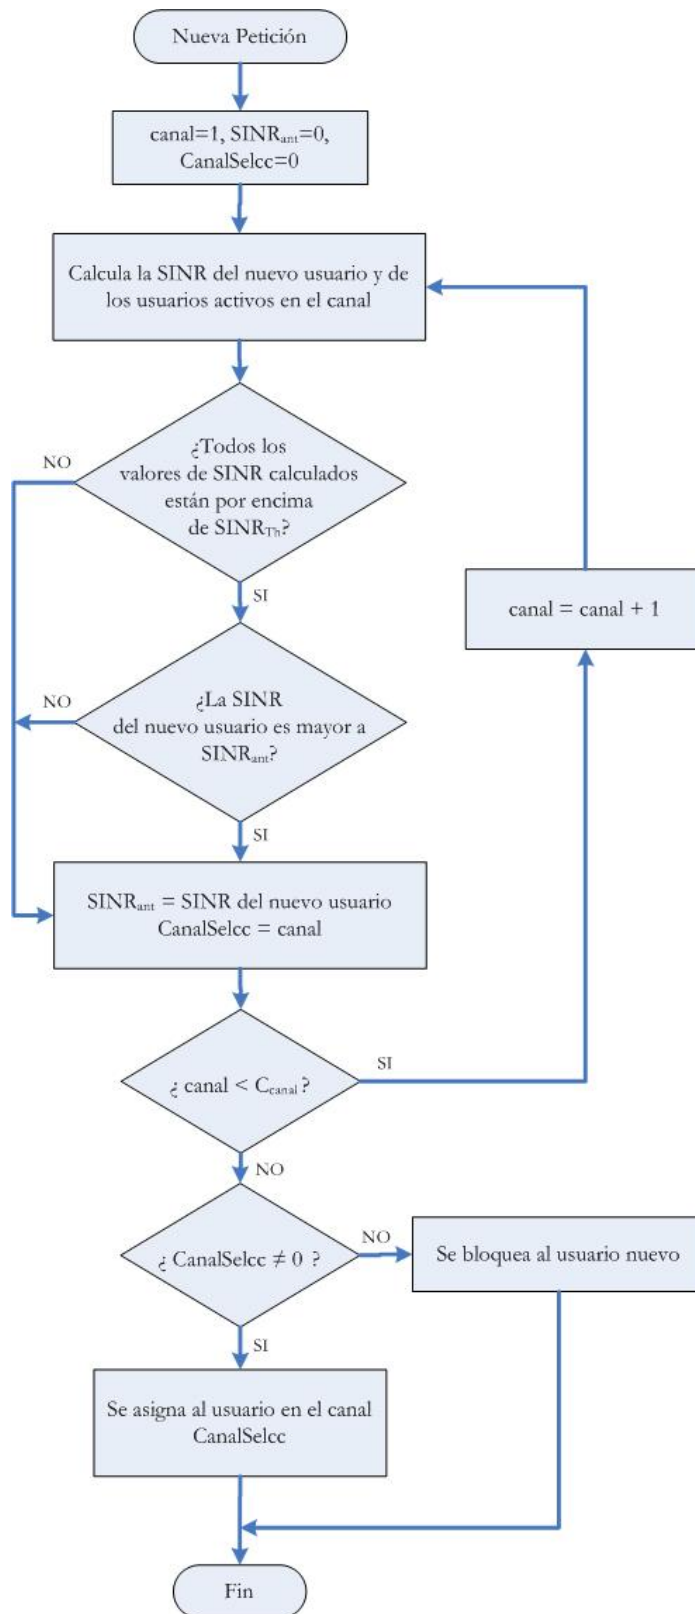 Nueva Petición
canal=1, SINRant=0,
CanalSelcc=0
Calcula la SINR del nuevo usuario y de
los usuarios activos en el canal
¿Todos los
valores de SINR calculados
están por encima
de SINRTh?
NO
SI
¿La SINR
del nuevo usuario es mayor a
SINRant?
NO
SI
canal = canal + 1
SINRant = SINR del nuevo usuario
CanalSelcc = canal
¿ canal < Ccanal ?
SI
NO
¿ CanalSelcc ≠ 0 ?
NO
Se bloquea al usuario nuevo
SI
Se asigna al usuario en el canal
CanalSelcc
Fin